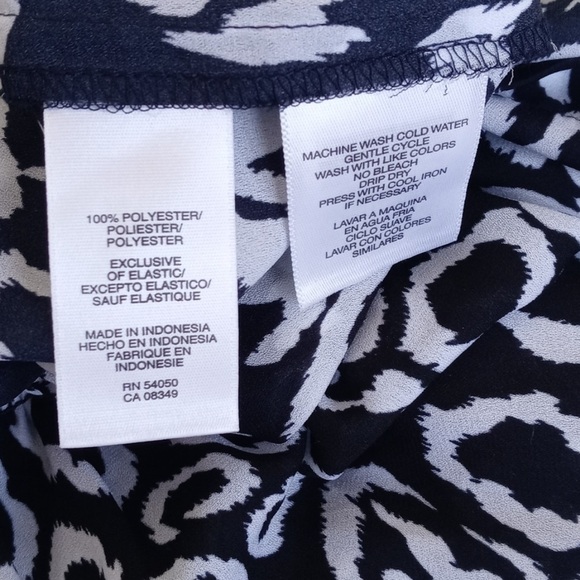 100% POLYESTER/
POLIESTER/
POLYESTER
EXCLUSIVE
OF ELASTIC/
EXCEPTO ELASTICO/
SAUF ELASTIQUE
MADE IN INDONESIA
HECHO EN INDONESIA
FABRIQUE EN
INDONESIE
RN 54050
CA 08349
MACHINE WASH COLD WATER
GENTLE CYCLE
WASH WITH LIKE COLORS
NO BLEACH
DRIP DRY
PRESS WITH COOL IRON
IF NECESSARY
LAVAR A MAQUINA
EN AGUA FRIA
CICLO SUAVE
LAVAR CON COLORES
SIMILARES